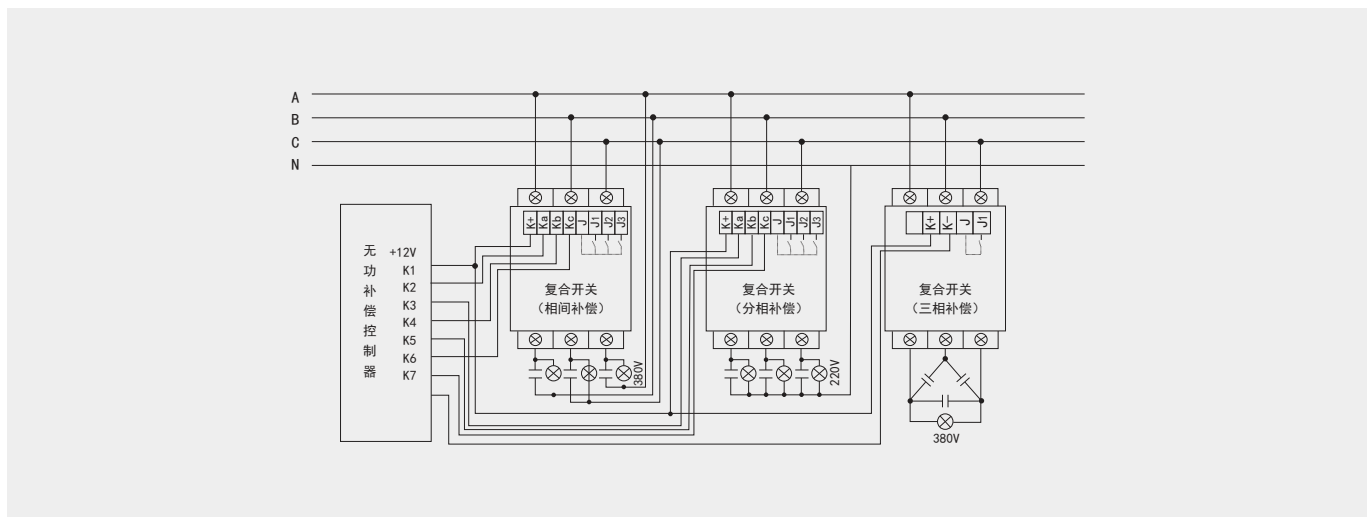 A
B
C
N
无功补偿控制器
+12V
K1
K2
K3
K4
K5
K6
K7
K+ Ka Kb Kc J J1 J2 J3
复合开关
（相间补偿）
380V
K+ Ka Kb Kc J J1 J2 J3
复合开关
（分相补偿）
220V
K+ K- J J1
复合开关
（三相补偿）
380V